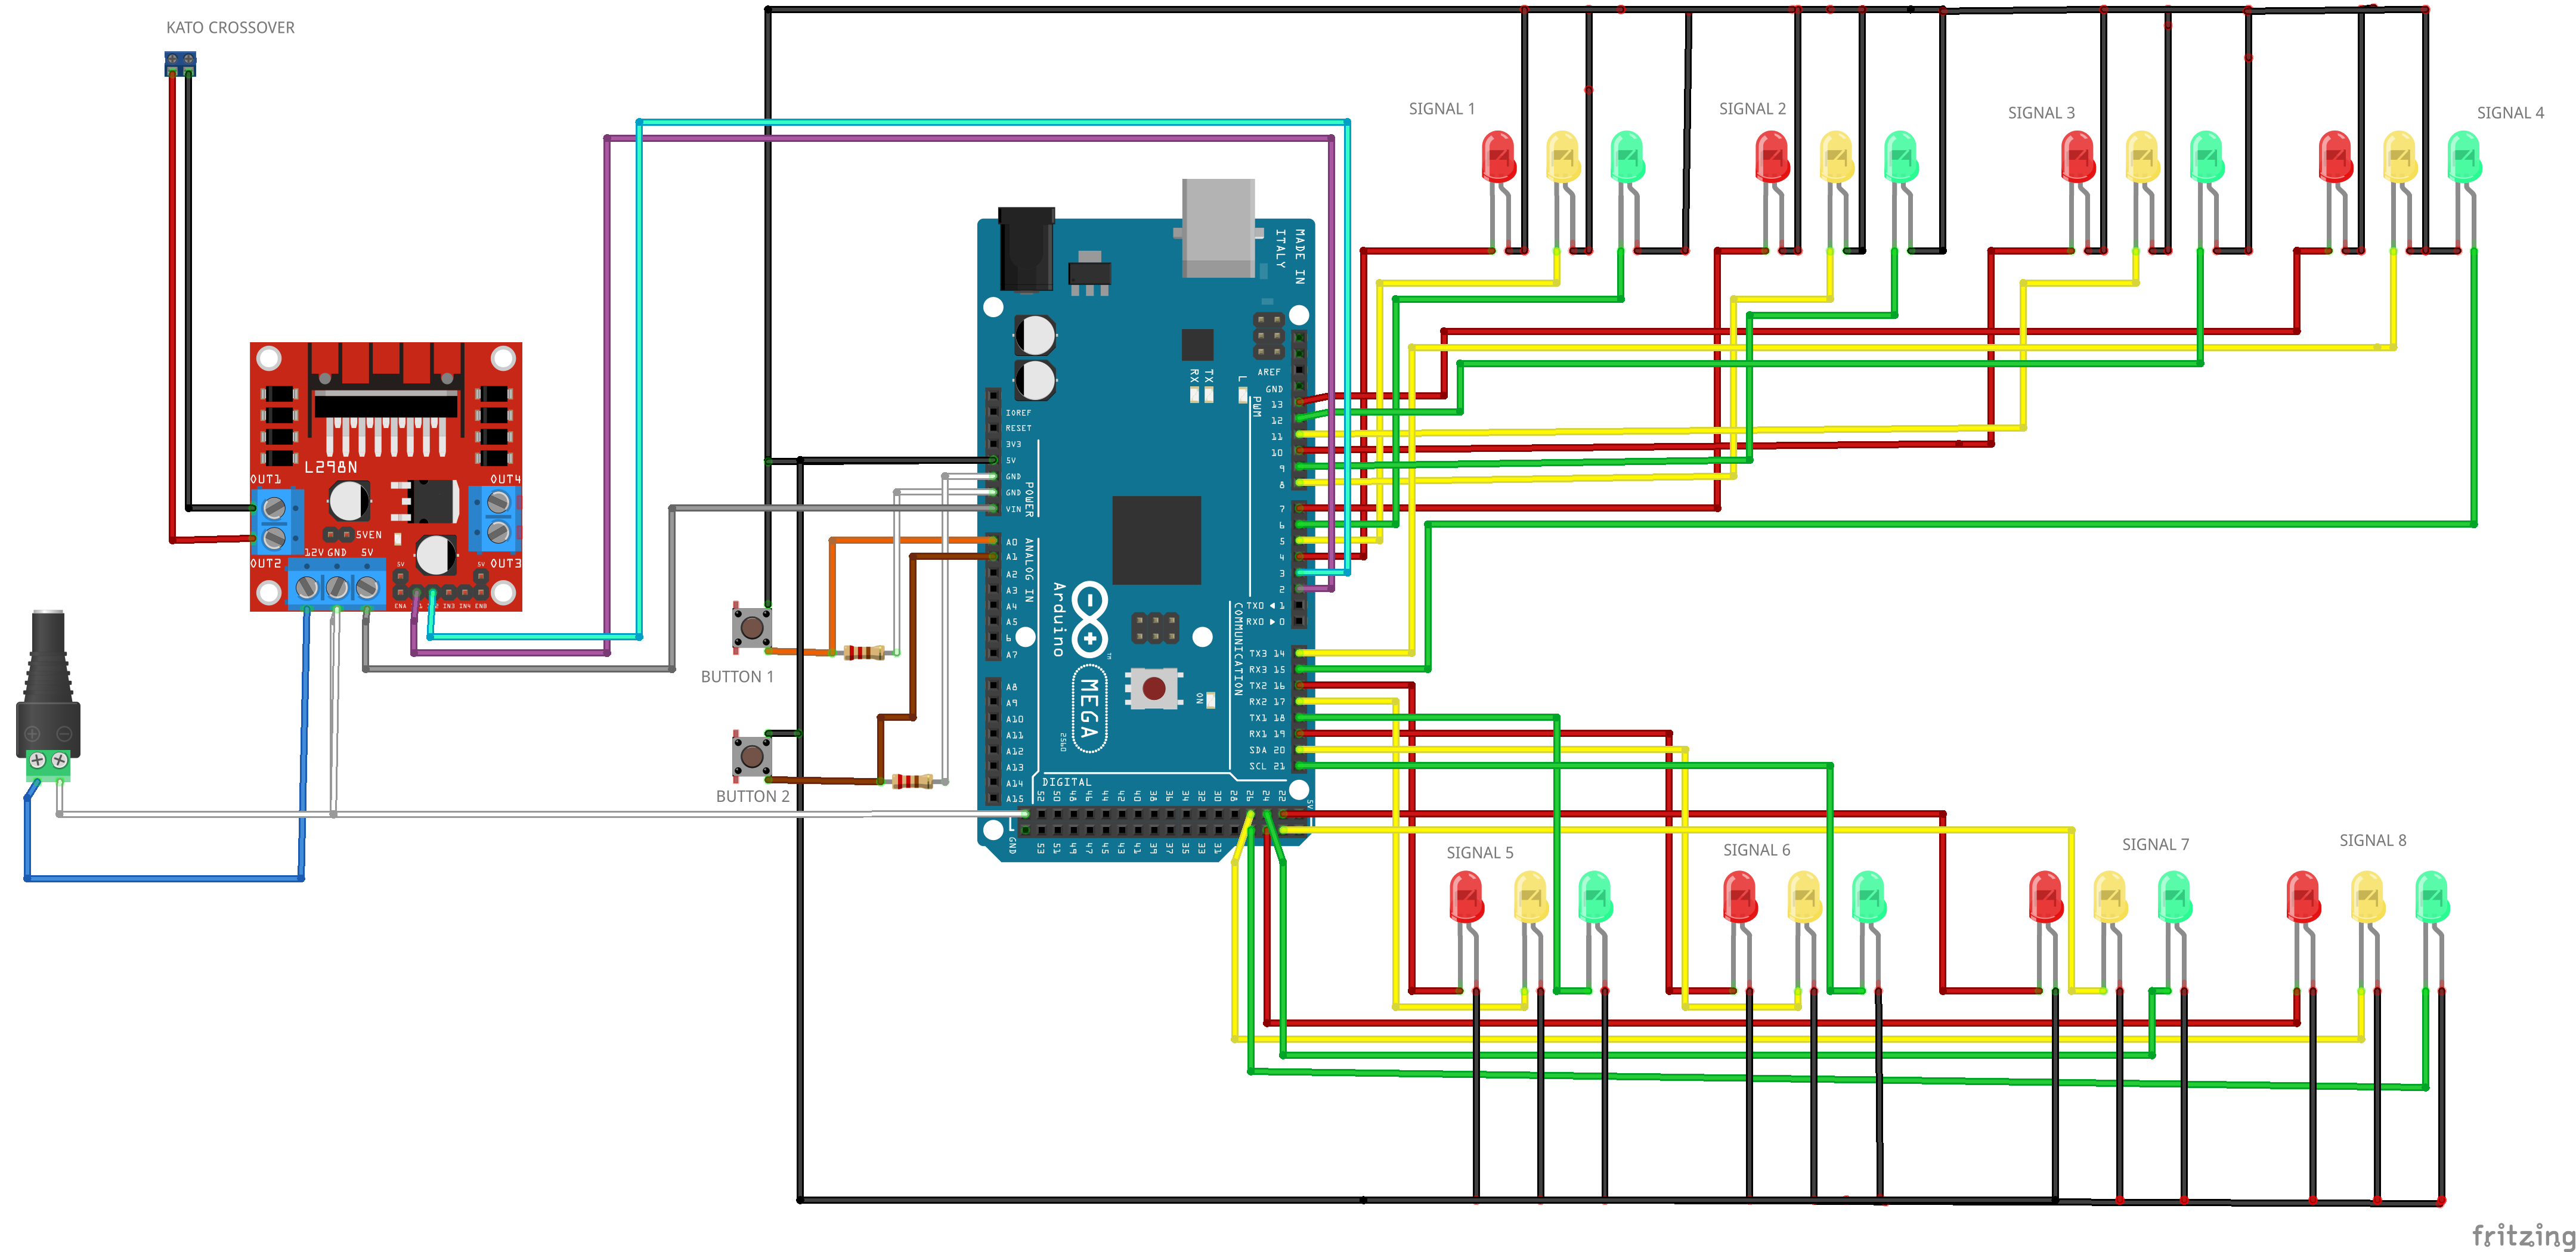 KATO CROSSOVER
SIGNAL 1
SIGNAL 2
SIGNAL 3
SIGNAL 4
MADE IN
ITALY
AREF
GND
13
12
11
10
9
8
7
6
5
4
3
2
TX0 ◀ 1
RX0 ▶ 0
TX3 14
RX3 15
TX2 16
RX2 17
TX1 18
RX1 19
SDA 20
SCL 21
RX
TX
L
PWM
COMMUNICATION
IOREF
RESET
3V3
5V
GND
GND
VIN
POWER
A0
A1
A2
A3
A4
A5
6
A7
ANALOG IN
A8
A9
A10
A11
A12
A13
A14
A15
Arduino
TM
MEGA
2560
ON
DIGITAL
52 50 48 46 44 42 40 38 36 34 32 30 28 26 24 22
5V
GND
53 51 49 47 45 43 41 39 37 35 33 31
L298N
OUT1
OUT4
5VEN
12V GND 5V
OUT2
OUT3
5V
5V
ENA
IN3 IN4 ENB
BUTTON 1
BUTTON 2
SIGNAL 5
SIGNAL 6
SIGNAL 7
SIGNAL 8
fritzing